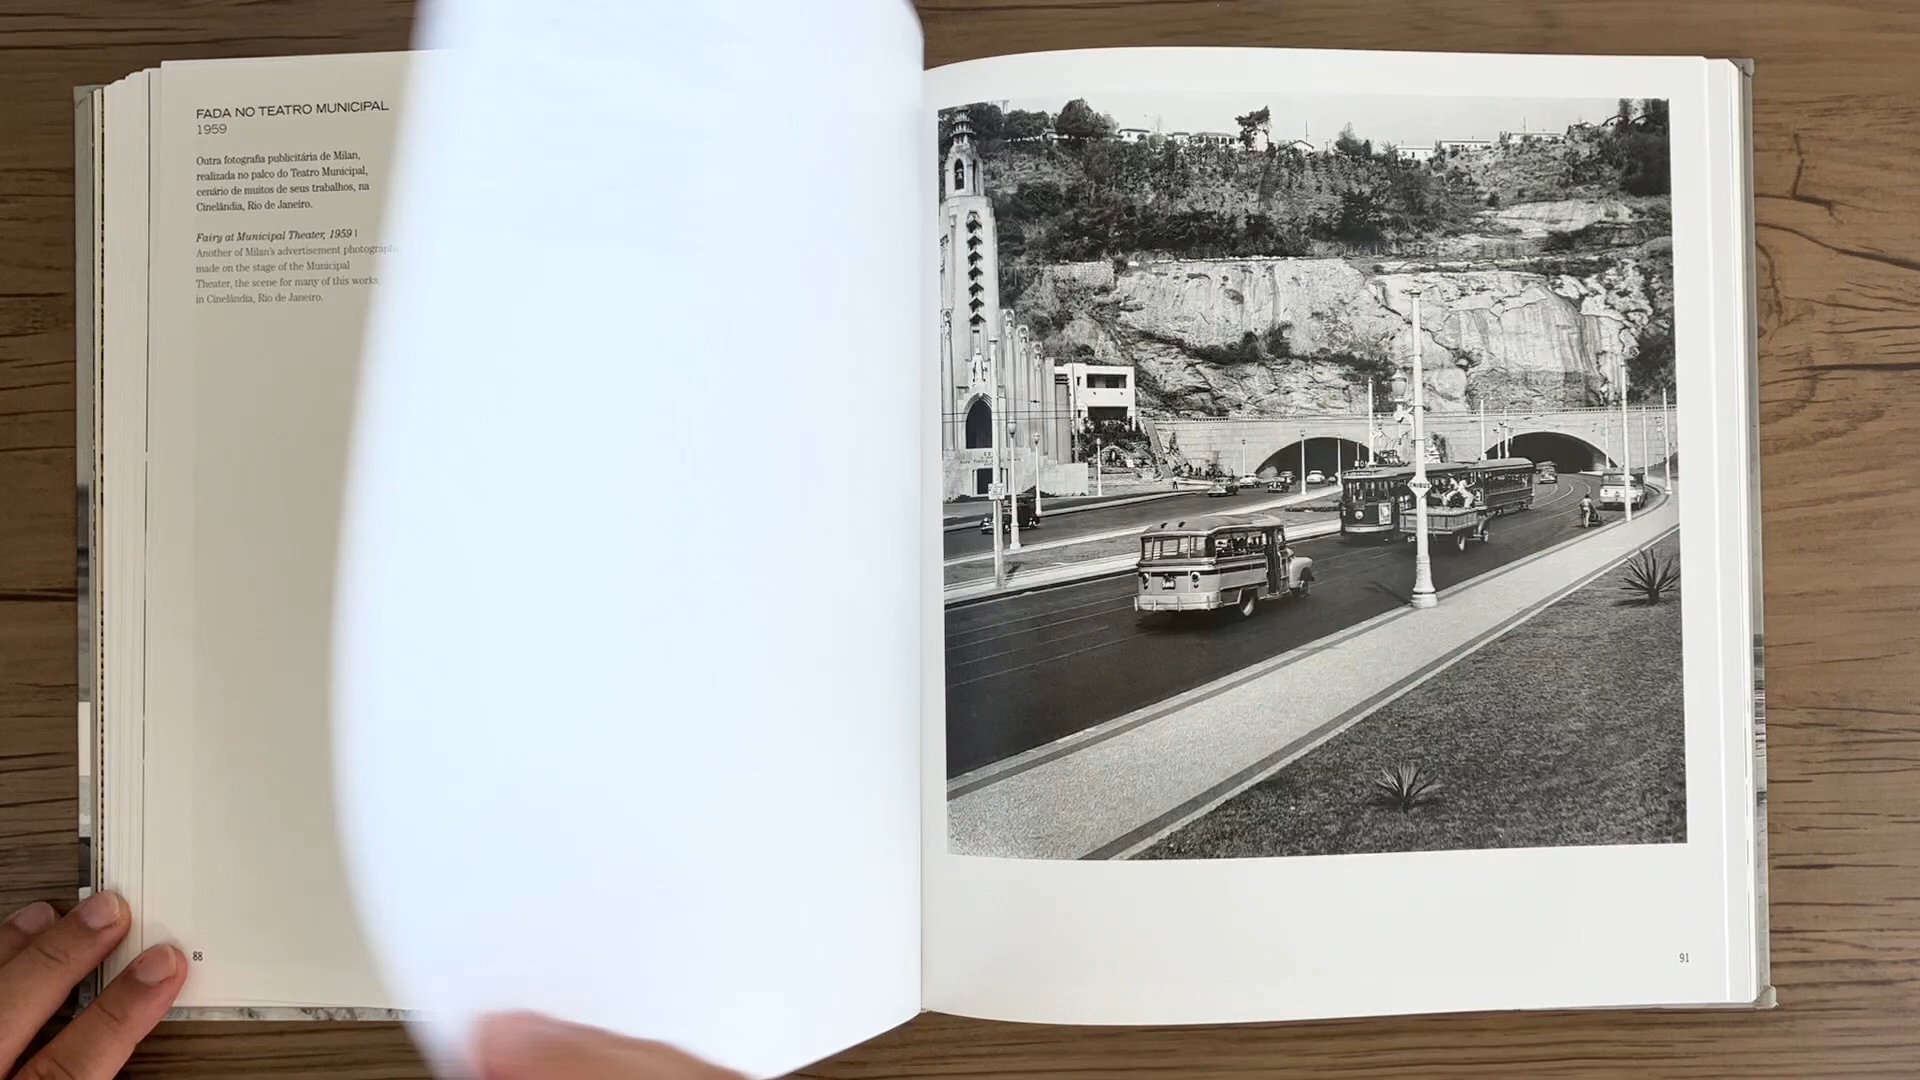 FADA NO TEATRO MUNICIPAL
1959
Outra fotografia publicitária de Milan,
realizada no palco do Teatro Municipal,
cenário de muitos de seus trabalhos, na
Cinelândia, Rio de Janeiro.
Fairy at Municipal Theater, 1959 |
Another of Milan's advertisement photographs
made on the stage of the Municipal
Theater, the scene for many of this works,
in Cinelândia, Rio de Janeiro.
88
ÔNIBUS
91